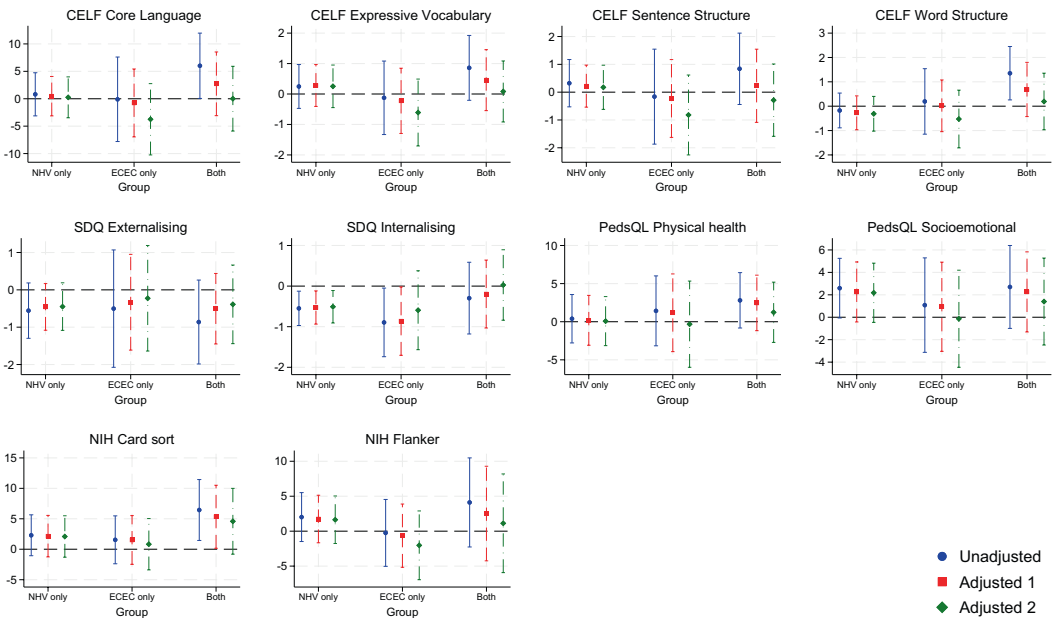 CELF Core Language
10
5
0
-5
-10
NHV only ECEC only Both
Group
CELF Expressive Vocabulary
2
1
0
-1
-2
NHV only ECEC only Both
Group
CELF Sentence Structure
2
1
0
-1
-2
NHV only ECEC only Both
Group
CELF Word Structure
3
2
1
0
-1
-2
NHV only ECEC only Both
Group
SDQ Externalising
1
0
-1
-2
NHV only ECEC only Both
Group
SDQ Internalising
1
0
-1
-2
NHV only ECEC only Both
Group
PedsQL Physical health
10
5
0
-5
NHV only ECEC only Both
Group
PedsQL Socioemotional
6
4
2
0
-2
-4
NHV only ECEC only Both
Group
NIH Card sort
15
10
5
0
-5
NHV only ECEC only Both
Group
NIH Flanker
10
5
0
-5
NHV only ECEC only Both
Group
Unadjusted
Adjusted 1
Adjusted 2